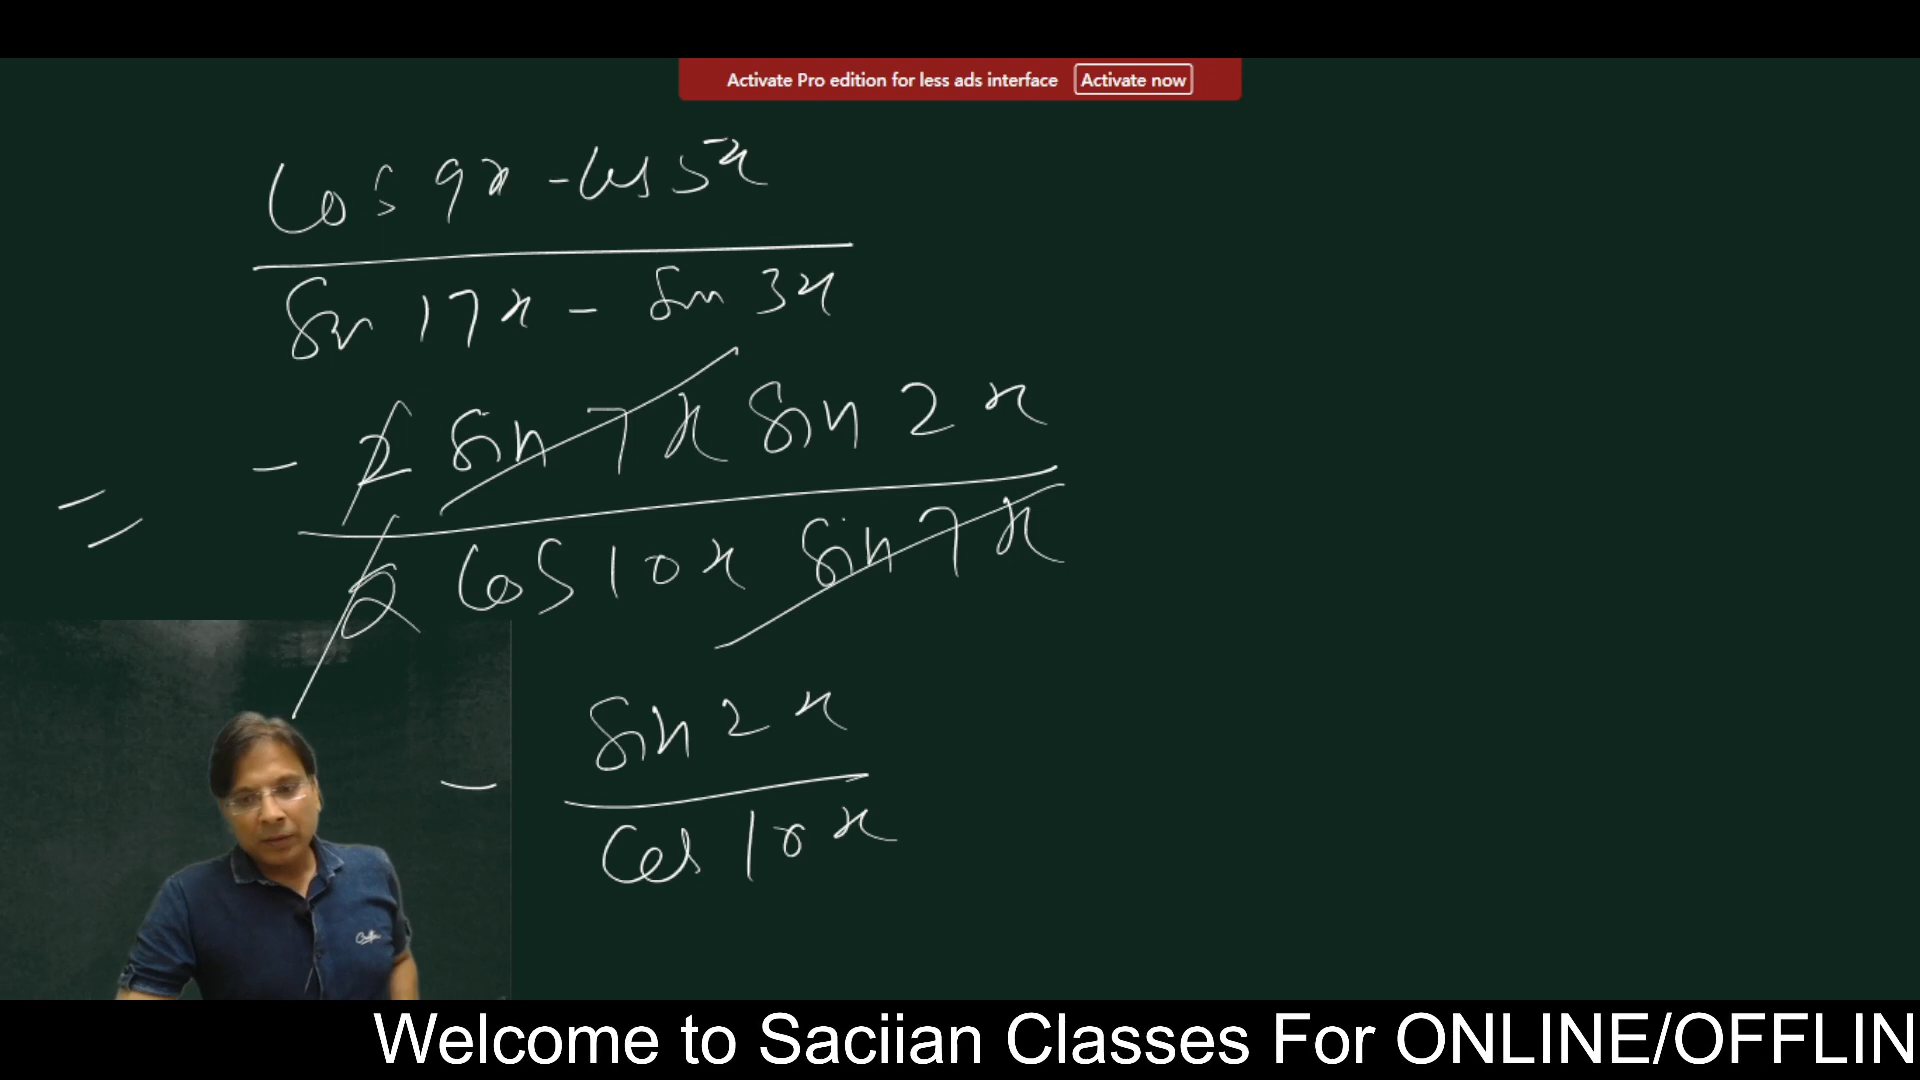 Activate Pro edition for less ads interface Activate now
Cos 9x - Cos 5x
Sin 17x - Sin 3x
= - 2 Sin 7x Sin 2x
2 Cos 10x Sin 7x
- Sin 2x
Cos 10x
Welcome to Saciian Classes For ONLINE/OFFLIN